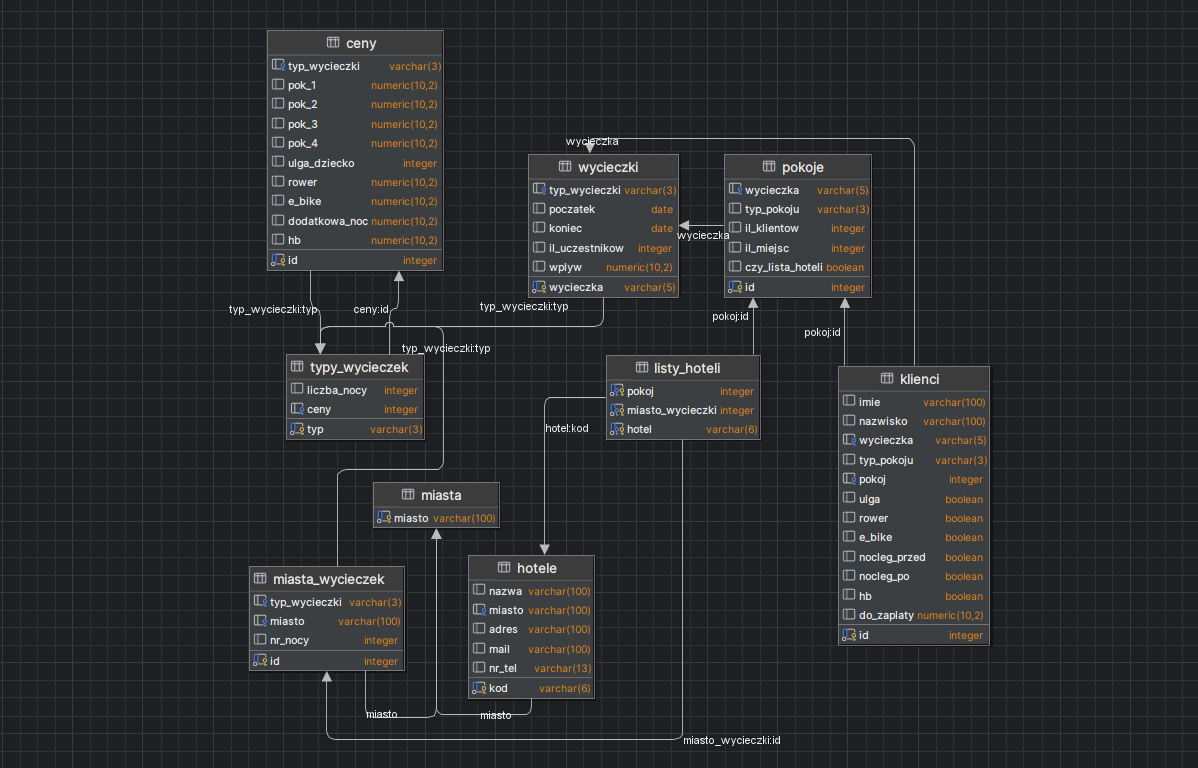 ceny
typ_wycieczki varchar(3)
pok_1 numeric(10,2)
pok_2 numeric(10,2)
pok_3 numeric(10,2)
pok_4 numeric(10,2)
ulga_dziecko integer
rower numeric(10,2)
e_bike numeric(10,2)
dodatkowa_noc numeric(10,2)
hb numeric(10,2)
id integer
wycieczka
wycieczki
typ_wycieczki varchar(3)
poczatek date
koniec date
il_uczestnikow integer
wplyw numeric(10,2)
wycieczka varchar(5)
wycieczka
pokoje
wycieczka varchar(5)
typ_pokoju varchar(3)
il_klientow integer
il_miejsc integer
czy_lista_hoteli boolean
id integer
typ_wycieczki:typ
ceny:id
typ_wycieczki:typ
pokoj:id
pokoj:id
typ_wycieczki:typ
typy_wycieczek
liczba_nocy integer
ceny integer
typ varchar(3)
listy_hoteli
pokoj integer
miasto_wycieczki integer
hotel varchar(6)
hotel:kod
klienci
imie varchar(100)
nazwisko varchar(100)
wycieczka varchar(5)
typ_pokoju varchar(3)
pokoj integer
ulga boolean
rower boolean
e_bike boolean
nocleg_przed boolean
nocleg_po boolean
hb boolean
do_zaplaty numeric(10,2)
id integer
miasta
miasto varchar(100)
miasta_wycieczek
typ_wycieczki varchar(3)
miasto varchar(100)
nr_nocy integer
id integer
hotele
nazwa varchar(100)
miasto varchar(100)
adres varchar(100)
mail varchar(100)
nr_tel varchar(13)
kod varchar(6)
miasto
miasto
miasto_wycieczki:id